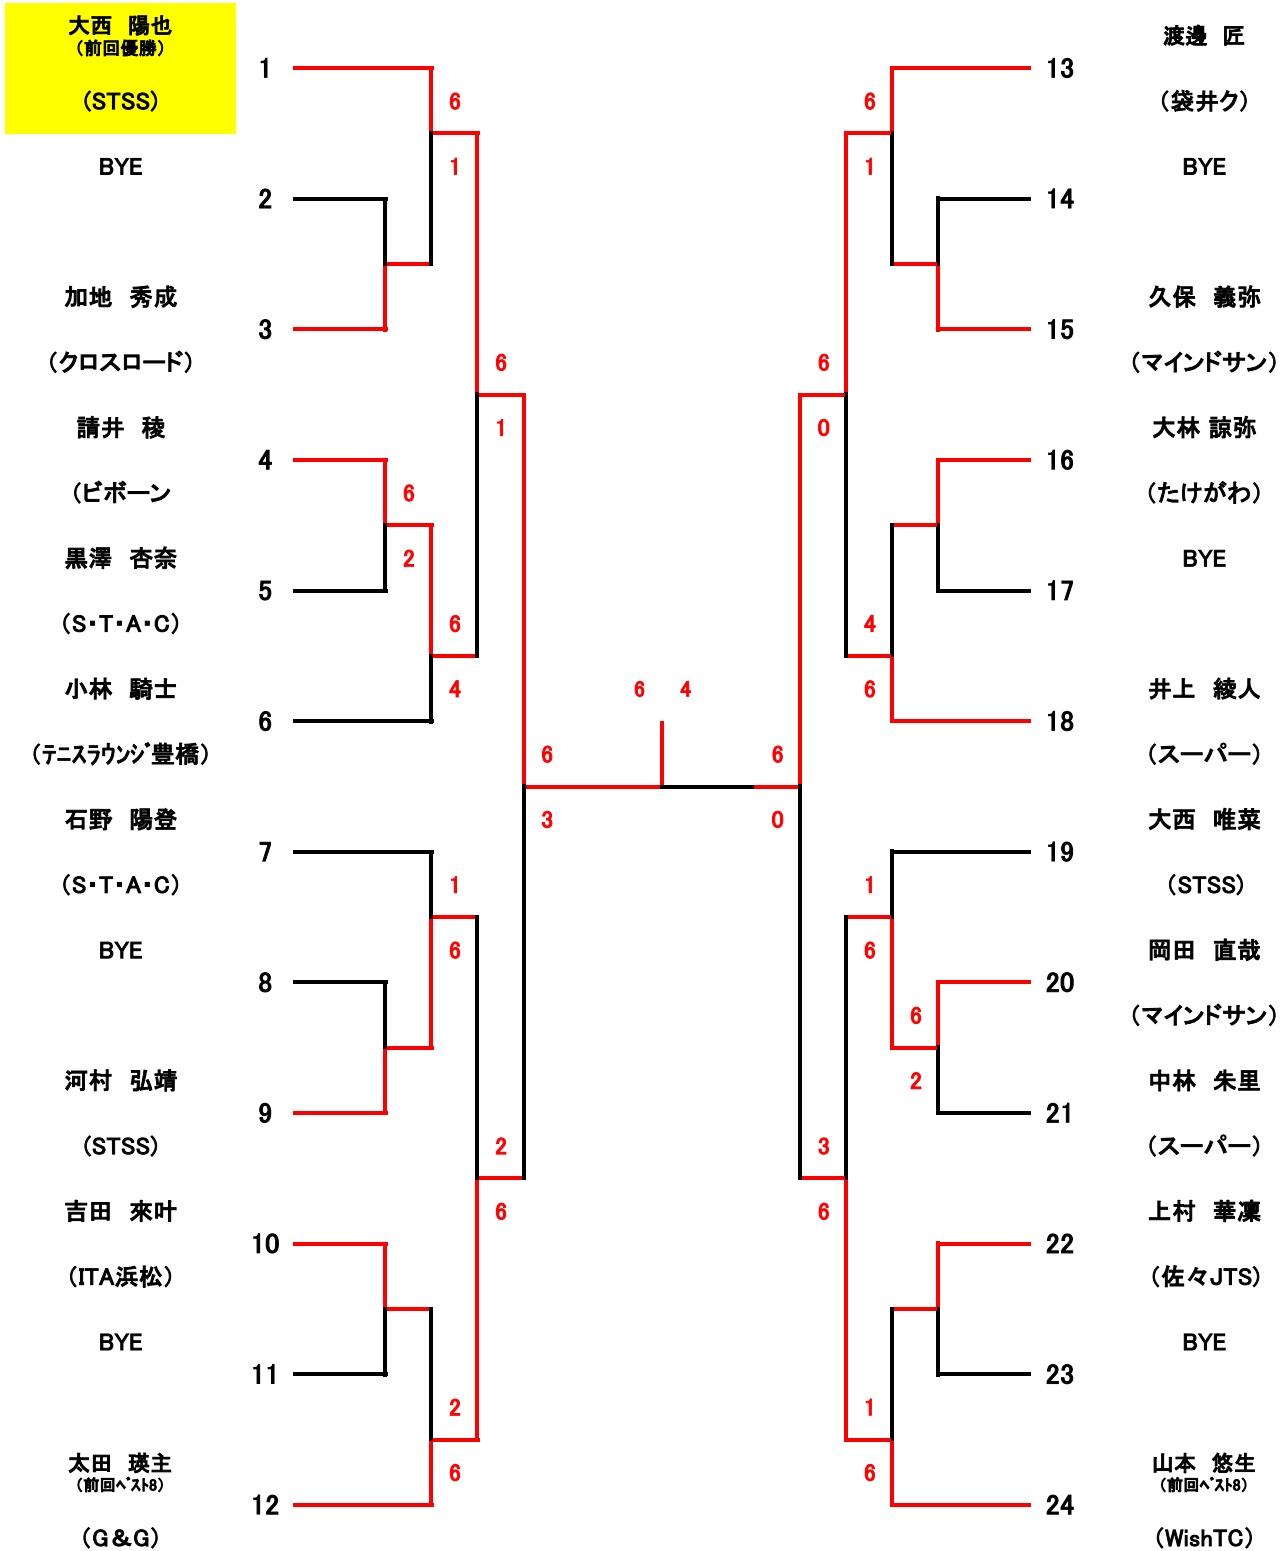 大西　陽也
（前回優勝）
1
（STSS）
6
BYE
1
2
加地　秀成
3
（クロスロード）
6
請井　稜
1
4
（ビボーン
6
黒澤　杏奈
2
5
（S・T・A・C）
6
小林　騎士
4
6
（テニスラウンジ豊橋）
6
石野　陽登
3
7
（S・T・A・C）
1
BYE
6
8
河村　弘靖
9
（STSS）
2
吉田　來叶
6
10
（ITA浜松）
BYE
11
2
太田　瑛主
（前回ベスト8）
6
12
（G＆G）
6 4
渡邊　匠
13
6
（袋井ク）
1
BYE
14
久保　義弥
15
6
（マインドサン）
0
大林 諒弥
16
（たけがわ）
BYE
17
4
6
井上　綾人
18
6
（スーパー）
0
大西　唯菜
19
1
（STSS）
6
岡田　直哉
20
6
（マインドサン）
2
中林　朱里
21
3
（スーパー）
6
上村　華凜
22
（佐々JTS）
BYE
23
1
6
山本　悠生
（前回ベスト8）
24
（WishTC）